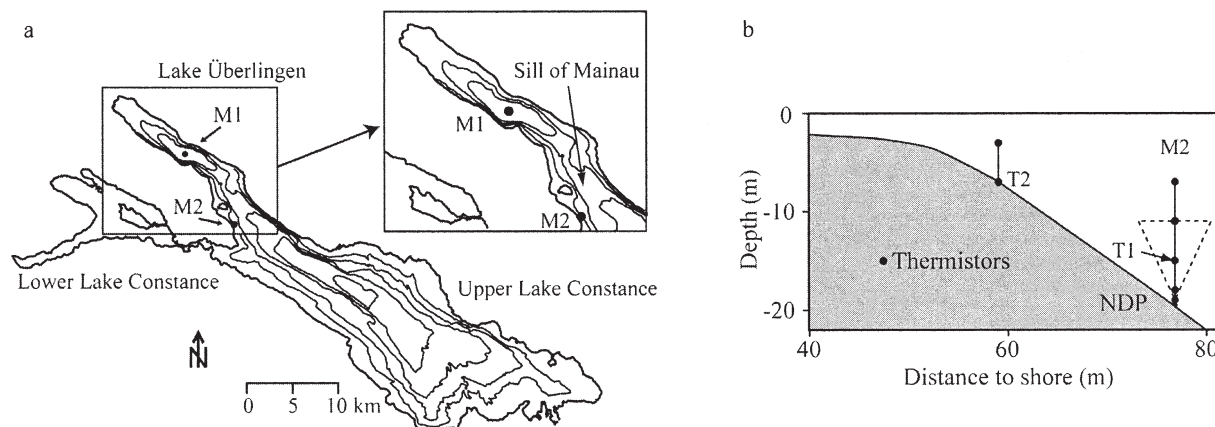 a
Lake Überlingen
M1
M2
Lower Lake Constance
Upper Lake Constance
N
0 5 10 km
Sill of Mainau
M1
M2
b
0
-10
-20
Depth (m)
M2
T2
T1
Thermistors
NDP
40 60 80
Distance to shore (m)